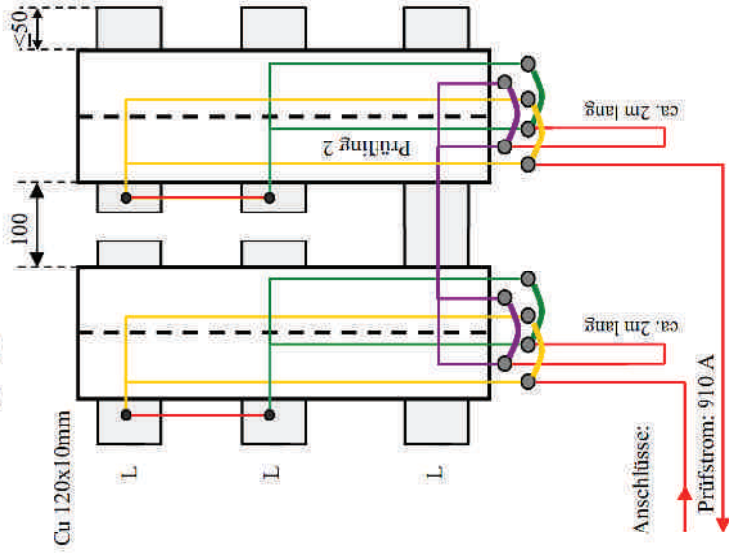 Cu 120x10mm
L
L
L
100
≤50
Prüfling 2
ca. 2m lang
ca. 2m lang
Anschlüsse:
Prüfstrom: 910 A